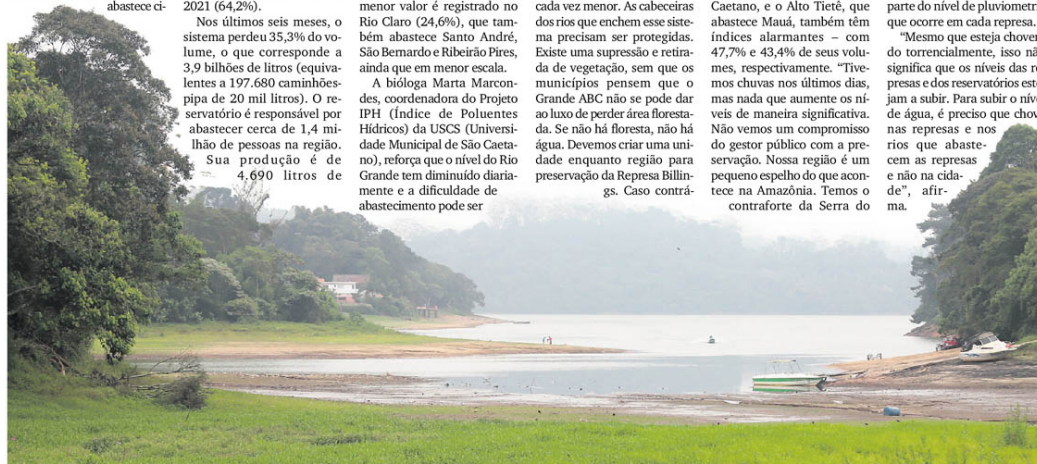 abastece ci-
2021 (64,2%).
Nos últimos seis meses, o
sistema perdeu 35,3% do vo-
lume, o que corresponde a
3,9 bilhões de litros (equiva-
lentes a 197.680 caminhões-
pipa de 20 mil litros). O re-
servatório é responsável por
abastecer cerca de 1,4 mi-
lhão de pessoas na região.
Sua produção é de
4.690 litros de
menor valor é registrado no
Rio Claro (24,6%), que tam-
bém abastece Santo André,
São Bernardo e Ribeirão Pires,
ainda que em menor escala.
A bióloga Marta Marcon-
des, coordenadora do Projeto
IPH (Índice de Poluentes
Hídricos) da USCS (Universi-
dade Municipal de São Caeta-
no), reforça que o nível do Rio
Grande tem diminuído diaria-
mente e a dificuldade de
abastecimento pode ser
cada vez menor. As cabeceiras
dos rios que enchem esse siste-
ma precisam ser protegidas.
Existe uma supressão e retira-
da de vegetação, sem que os
municípios pensem que o
Grande ABC não se pode dar
ao luxo de perder área floresta-
da. Se não há floresta, não há
água. Devemos criar uma uni-
dade enquanto região para
preservação da Represa Billin-
gs. Caso contrá-
Caetano, e o Alto Tietê, que
abastece Mauá, também têm
índices alarmantes – com
47,7% e 43,4% de seus volu-
mes, respectivamente. “Tive-
mos chuvas nos últimos dias,
mas nada que aumente os ní-
veis de maneira significativa.
Não vemos um compromisso
do gestor público com a pre-
servação. Nossa região é um
pequeno espelho do que acon-
tece na Amazônia. Temos o
contraforte da Serra do
parte do nível de pluviometri
que ocorre em cada represa.
“Mesmo que esteja choven
do torrencialmente, isso nã
significa que os níveis das re
presas e dos reservatórios este
jam a subir. Para subir o níve
de água, é preciso que chov
nas represas e nos
rios que abaste-
cem as represas
e não na cida-
de”, afir-
ma.